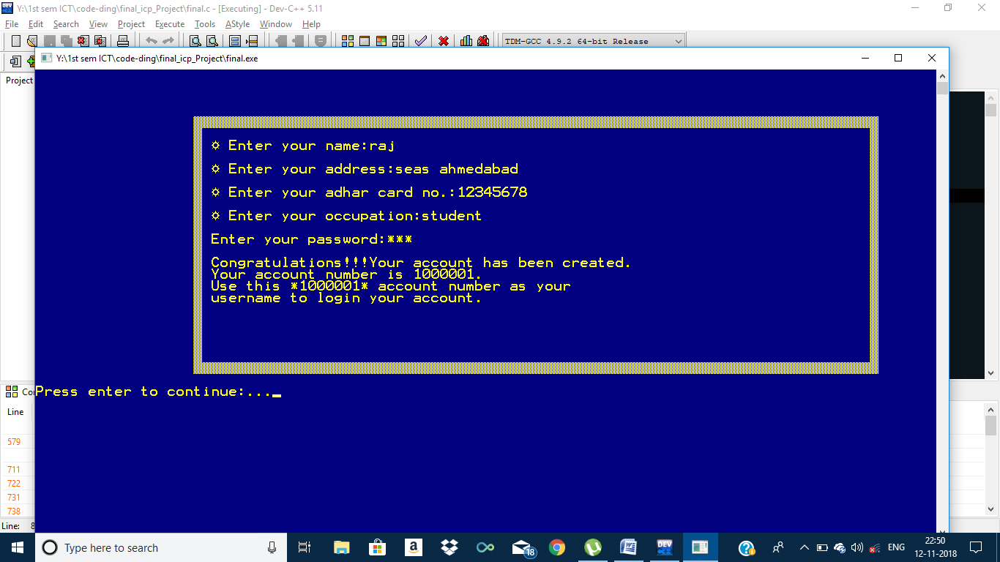 Y:\1st sem ICT\code-ding\final_icp_Project\final.c - [Executing] - Dev-C++ 5.11
File Edit Search View Project Execute Tools AStyle Window Help
TDM-GCC 4.9.2 64-bit Release
Y:\1st sem ICT\code-ding\final_icp_Project\final.exe
Project
☼ Enter your name:raj
☼ Enter your address:seas ahmedabad
☼ Enter your adhar card no.:12345678
☼ Enter your occupation:student
Enter your password:***
Congratulations!!!Your account has been created.
Your account number is 1000001.
Use this *1000001* account number as your
username to login your account.
Press enter to continue:...
Line
579
711
722
731
738
Line: 8
Type here to search
18
ENG
22:50
12-11-2018